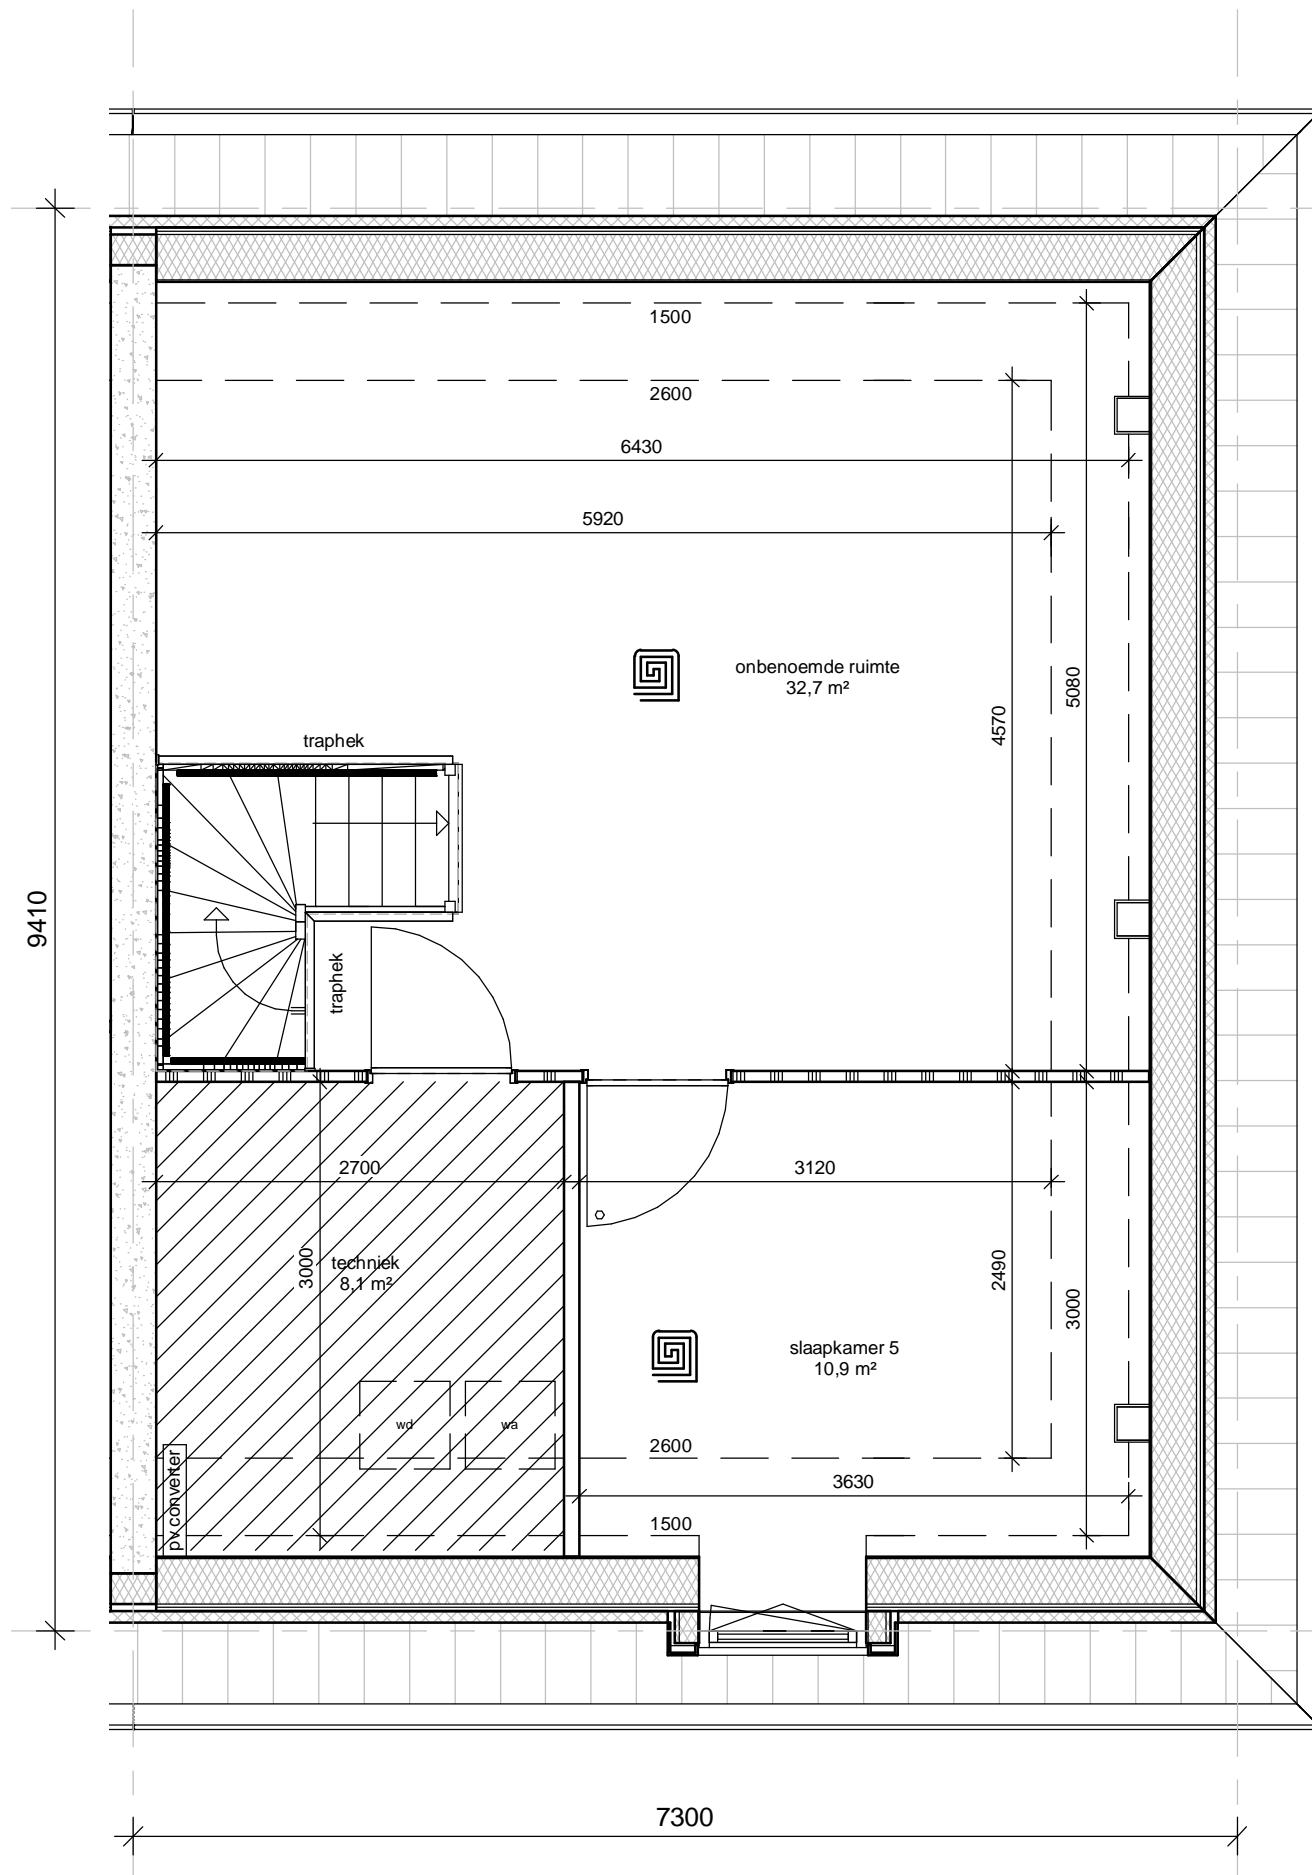 1500
2600
6430
5920
onbenoemde ruimte
32,7 m²
5080
4570
traphek
9410
traphek
2700
3120
3000
techniek
8,1 m²
2490
3000
slaapkamer 5
10,9 m²
wd
wa
2600
pv converter
3630
1500
7300